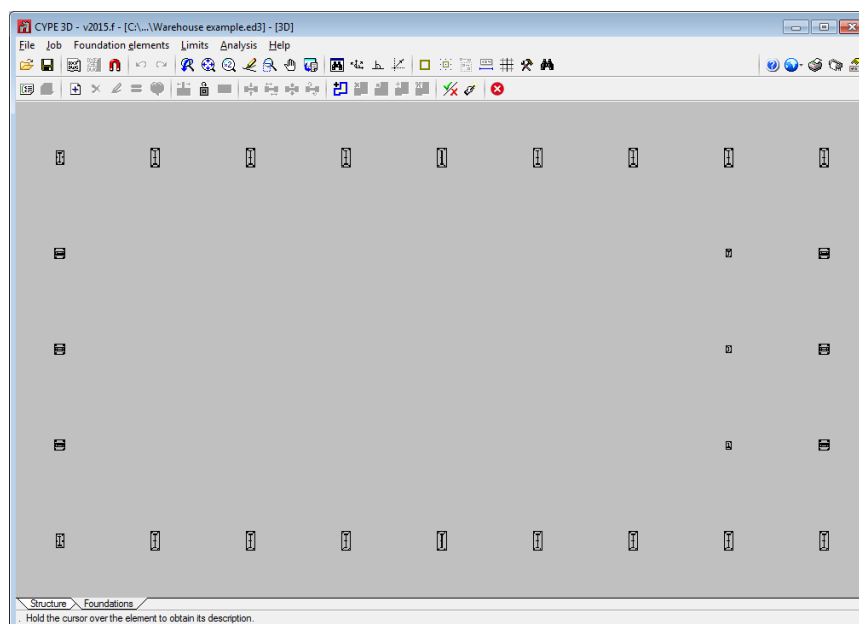 CYPE 3D - v2015.f - [C:\...\Warehouse example.ed3] - [3D]
File Job Foundation elements Limits Analysis Help
Structure Foundations
. Hold the cursor over the element to obtain its description.